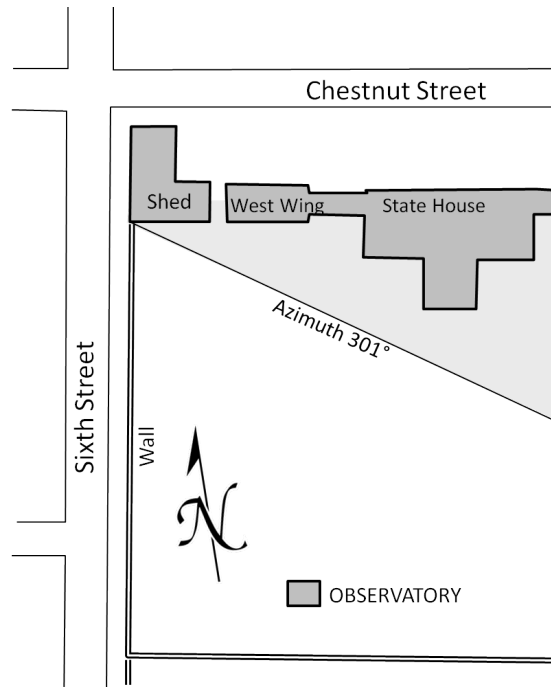 Chestnut Street
Shed
West Wing
State House
Azimuth 301°
Sixth Street
Wall
N
OBSERVATORY